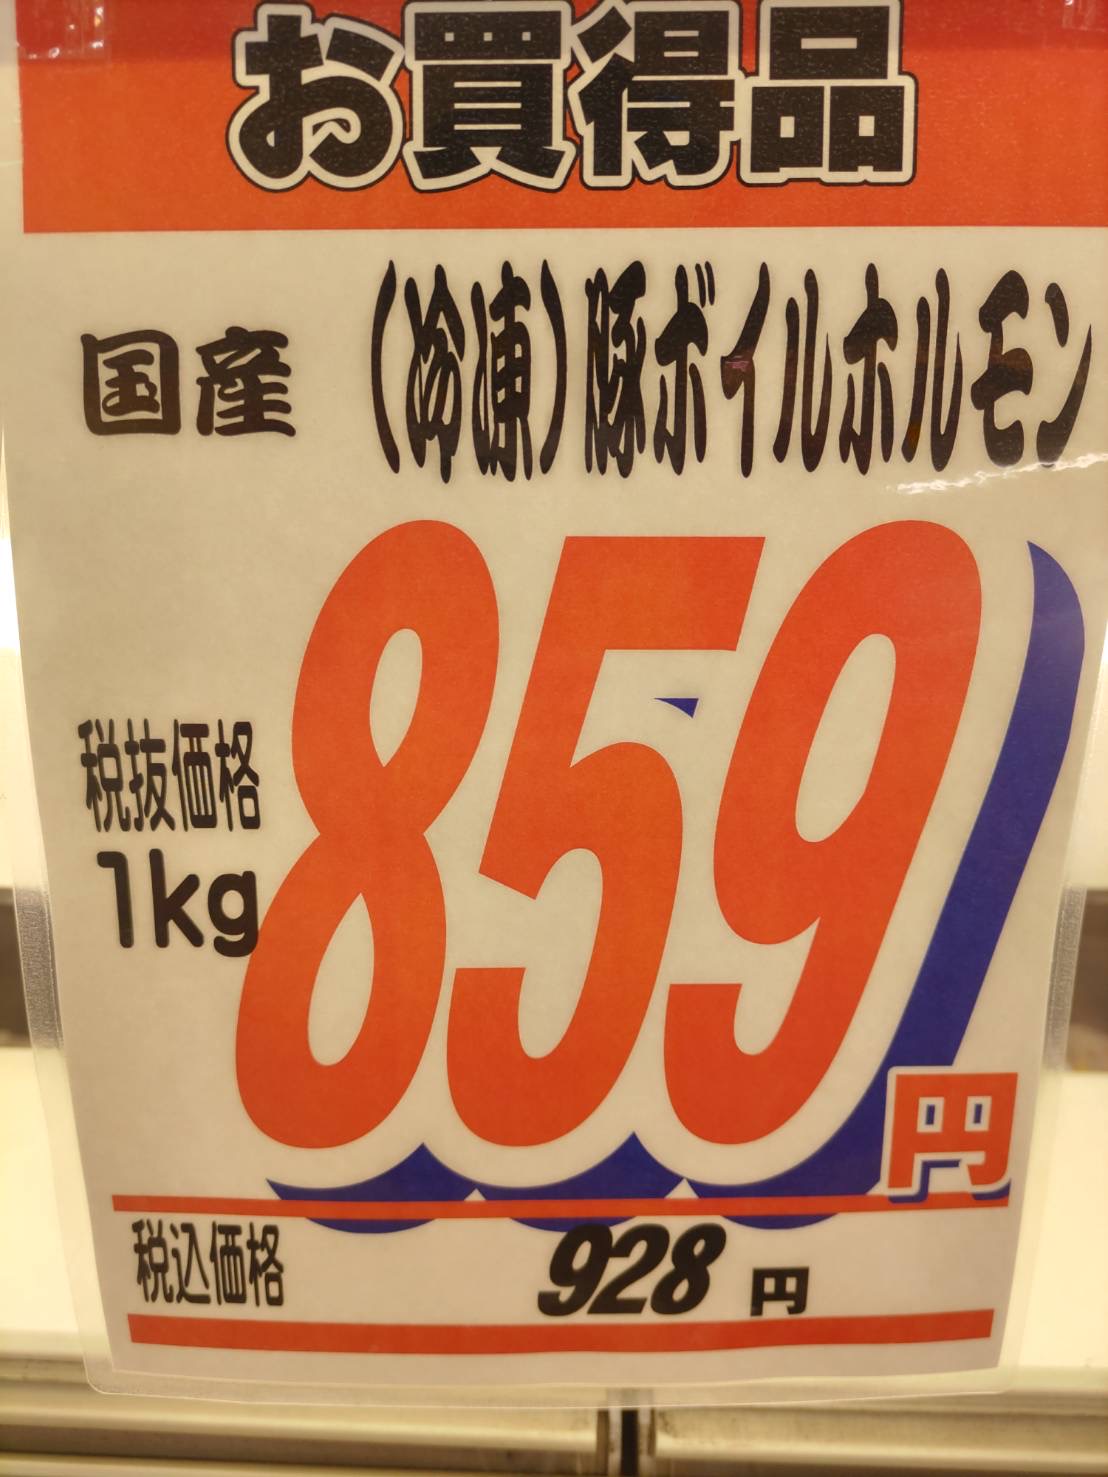 お買得品
国産 （冷凍）豚ボイルホルモン
税抜価格
1kg
859円
税込価格 928円